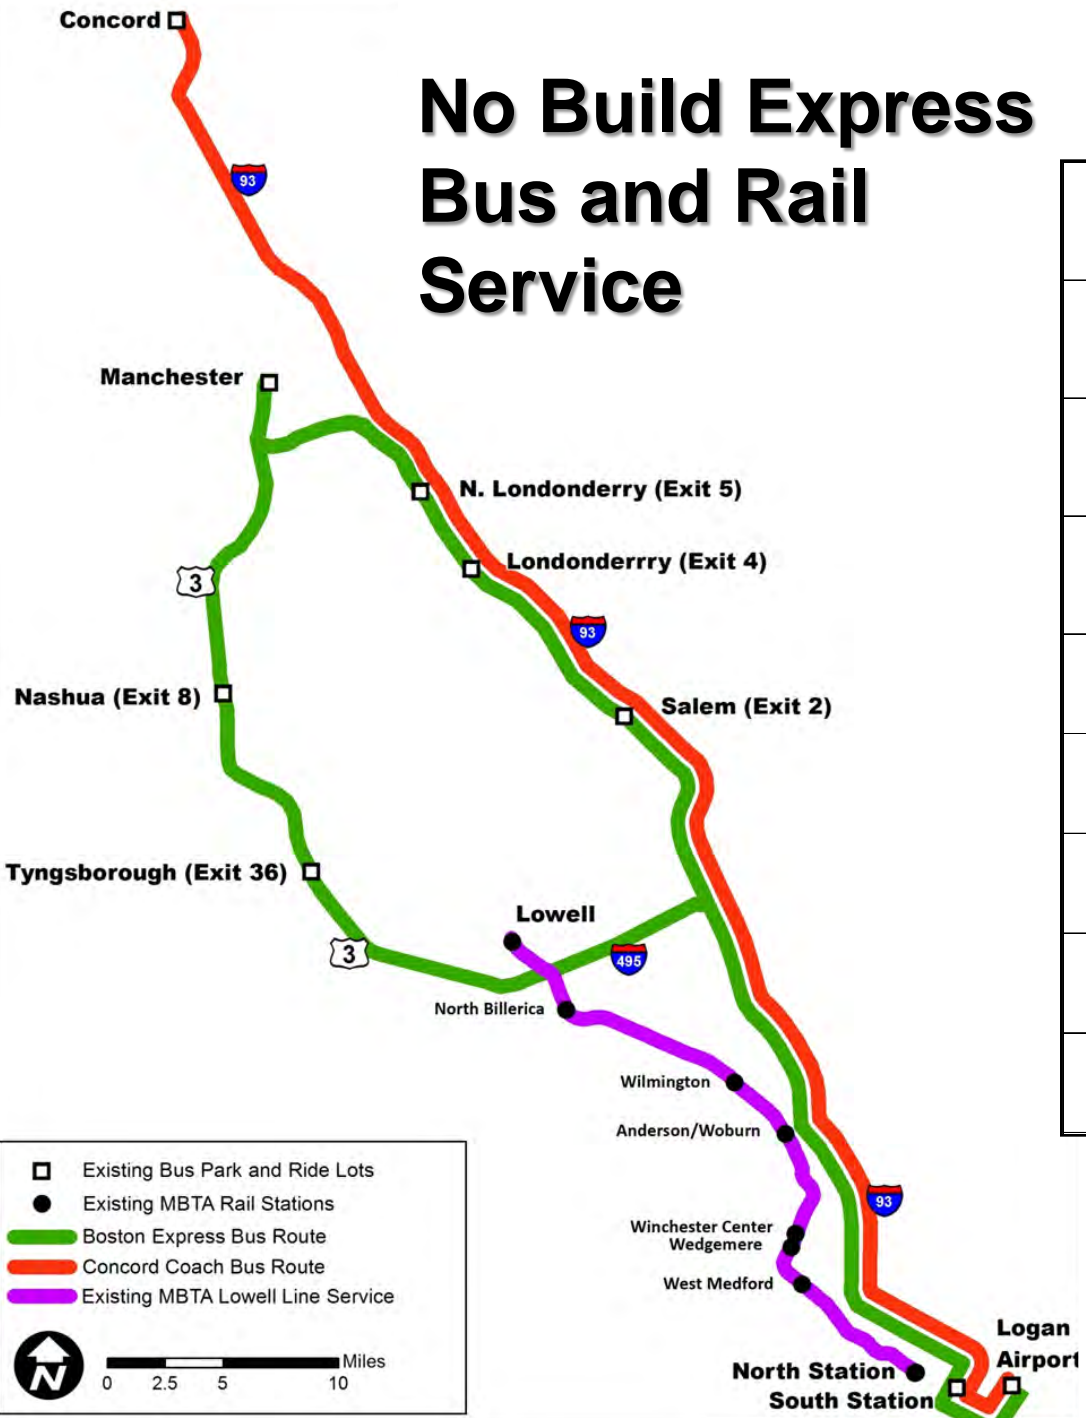 Concord
No Build Express
Bus and Rail
Service
93
Manchester
N. Londonderry (Exit 5)
Londonderrry (Exit 4)
3
93
Nashua (Exit 8)
Salem (Exit 2)
Tyngsborough (Exit 36)
Lowell
3
495
North Billerica
Wilmington
Anderson/Woburn
93
Winchester Center
Wedgemere
West Medford
Logan
Airport
North Station
South Station
Existing Bus Park and Ride Lots
Existing MBTA Rail Stations
Boston Express Bus Route
Concord Coach Bus Route
Existing MBTA Lowell Line Service
N
Miles
0 2.5 5 10